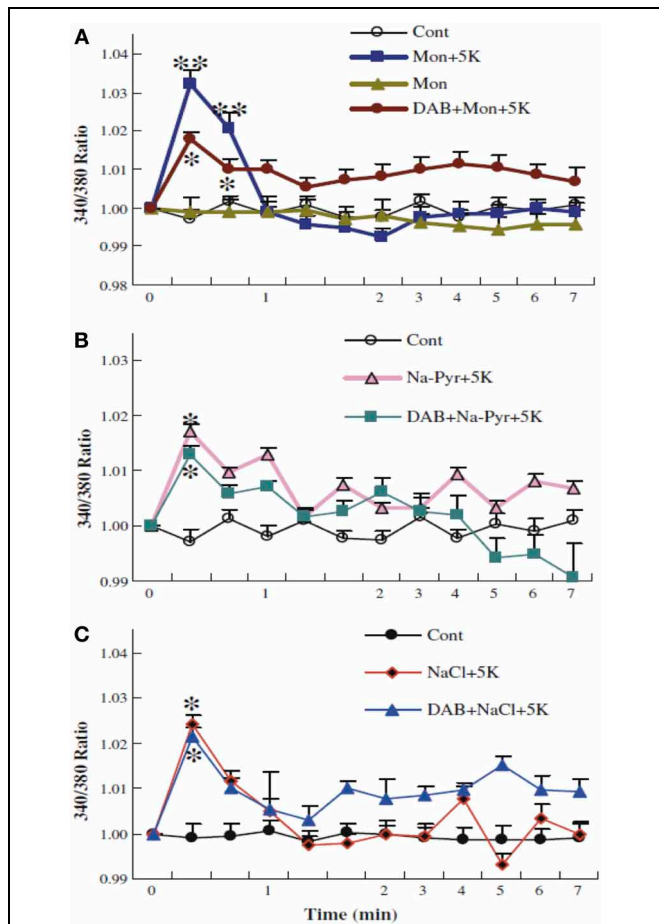 A
Cont
Mon+5K
Mon
DAB+Mon+5K
340/380 Ratio
1.04
1.03
1.02
1.01
1.00
0.99
0.98
** **
* *
0 1 2 3 4 5 6 7
B
Cont
Na-Pyr+5K
DAB+Na-Pyr+5K
340/380 Ratio
1.03
1.02
1.01
1.00
0.99
*
*
0 1 2 3 4 5 6 7
C
Cont
NaCl+5K
DAB+NaCl+5K
340/380 Ratio
1.04
1.03
1.02
1.01
1.00
0.99
*
*
0 1 2 3 4 5 6 7
Time (min)